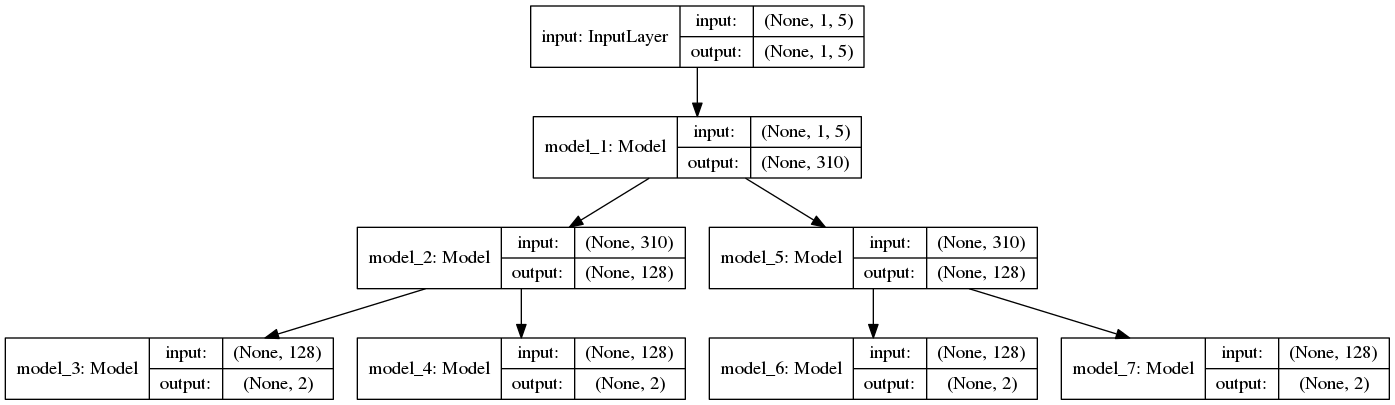 input: InputLayer
input: (None, 1, 5)
output: (None, 1, 5)
model_1: Model
input: (None, 1, 5)
output: (None, 310)
model_2: Model
input: (None, 310)
output: (None, 128)
model_5: Model
input: (None, 310)
output: (None, 128)
model_3: Model
input: (None, 128)
output: (None, 2)
model_4: Model
input: (None, 128)
output: (None, 2)
model_6: Model
input: (None, 128)
output: (None, 2)
model_7: Model
input: (None, 128)
output: (None, 2)